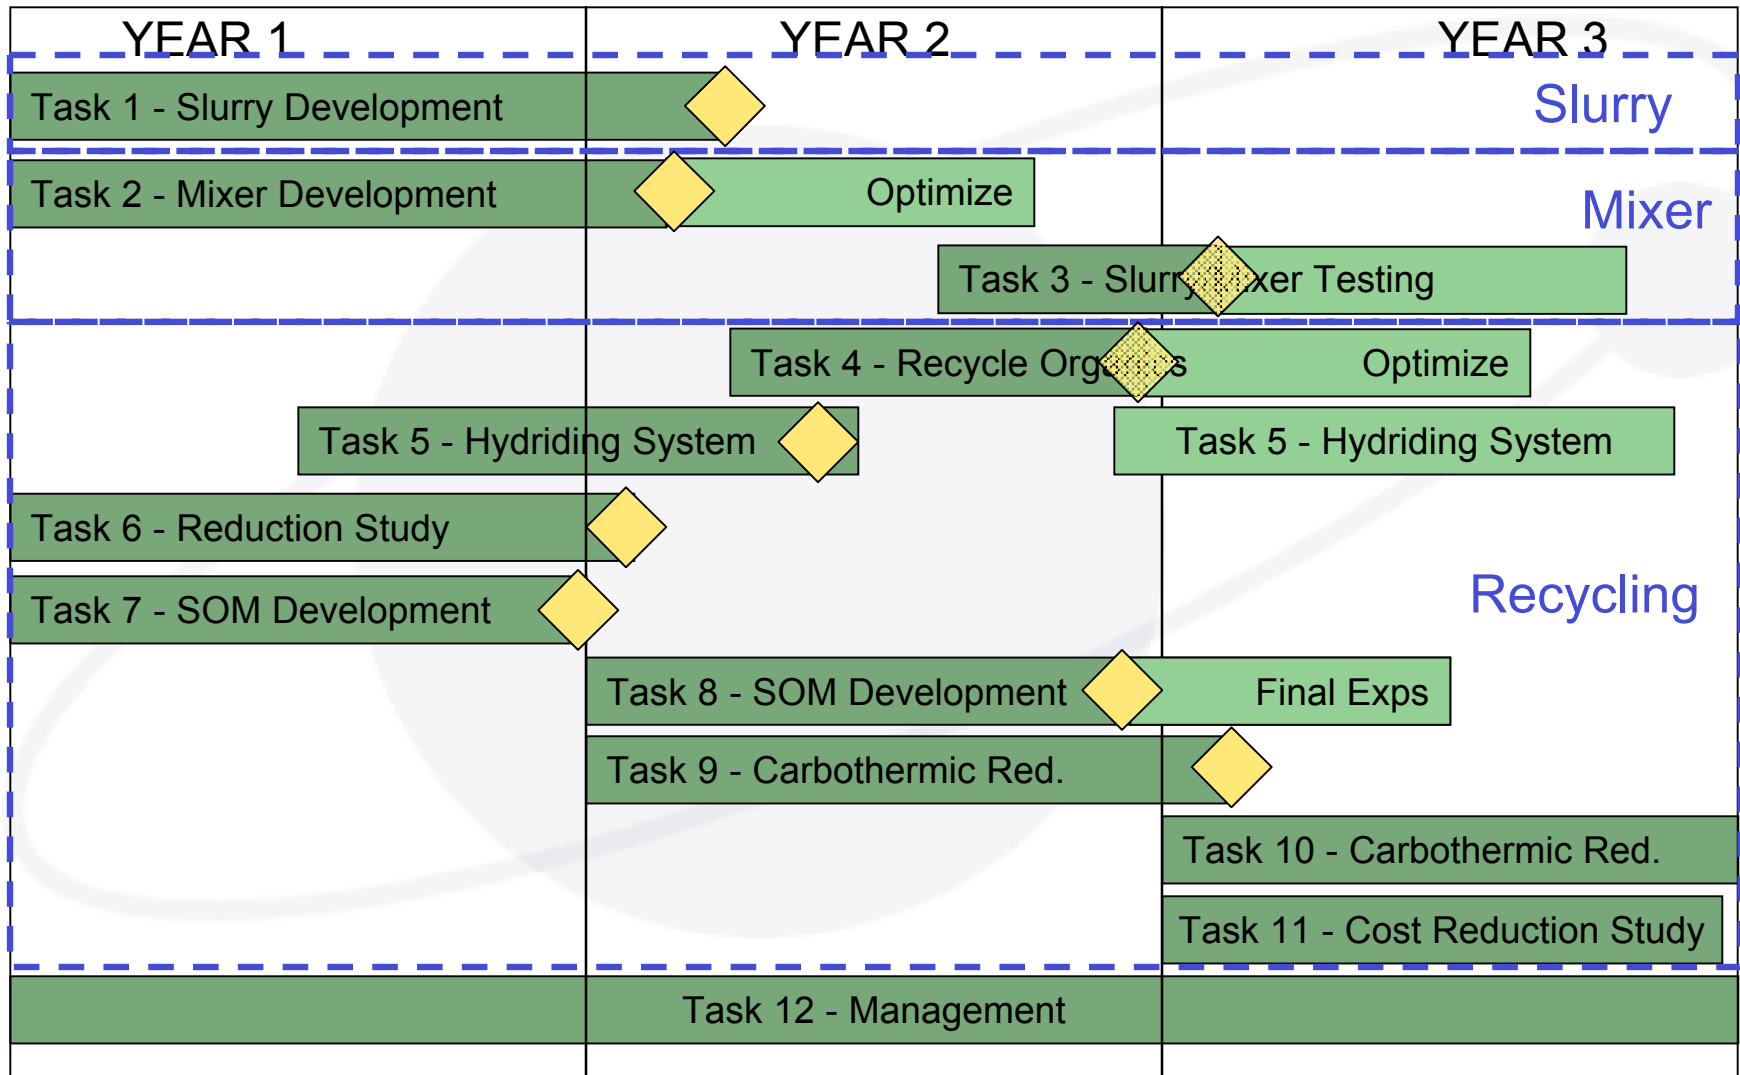 YEAR 1
YEAR 2
YEAR 3
Task 1 - Slurry Development
Slurry
Task 2 - Mixer Development
Optimize
Mixer
Task 3 - Slurry Mixer Testing
Task 4 - Recycle Organics
Optimize
Task 5 - Hydriding System
Task 5 - Hydriding System
Task 6 - Reduction Study
Task 7 - SOM Development
Recycling
Task 8 - SOM Development
Final Exps
Task 9 - Carbothermic Red.
Task 10 - Carbothermic Red.
Task 11 - Cost Reduction Study
Task 12 - Management